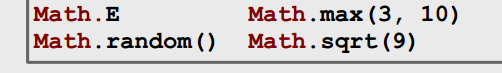 Math.E Math.max(3, 10)
Math.random() Math.sqrt(9)